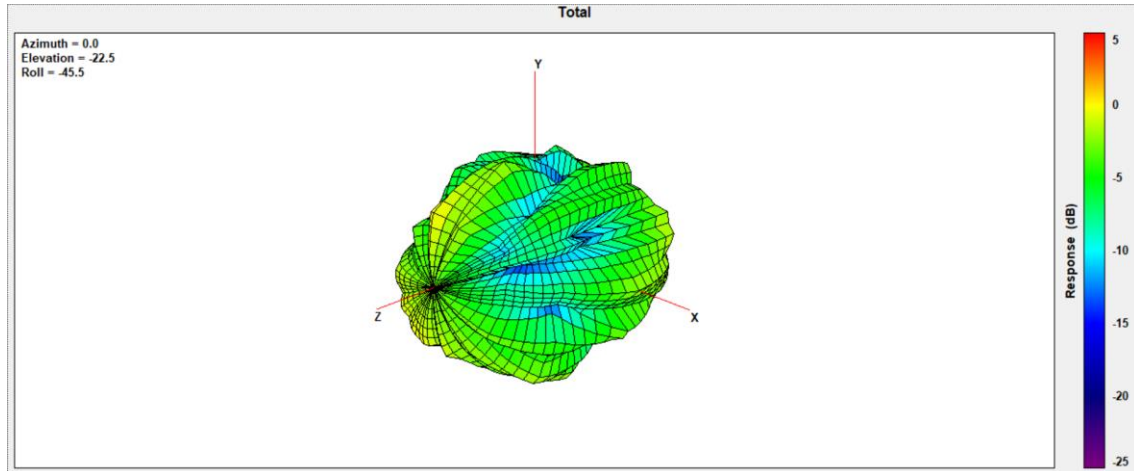 Total
Azimuth = 0.0
Elevation = -22.5
Roll = -45.5
Y
Z
X
5
0
-5
-10
-15
-20
-25
Response (dB)